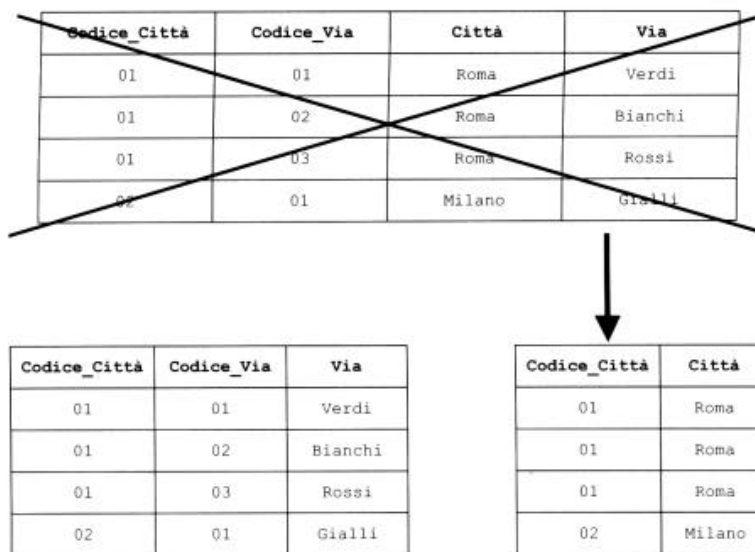 Codice_Città Codice_Via Città Via
01 01 Roma Verdi
01 02 Roma Bianchi
01 03 Roma Rossi
02 01 Milano Gialli
Codice_Città Codice_Via Via
01 01 Verdi
01 02 Bianchi
01 03 Rossi
02 01 Gialli
Codice_Città Città
01 Roma
01 Roma
01 Roma
02 Milano